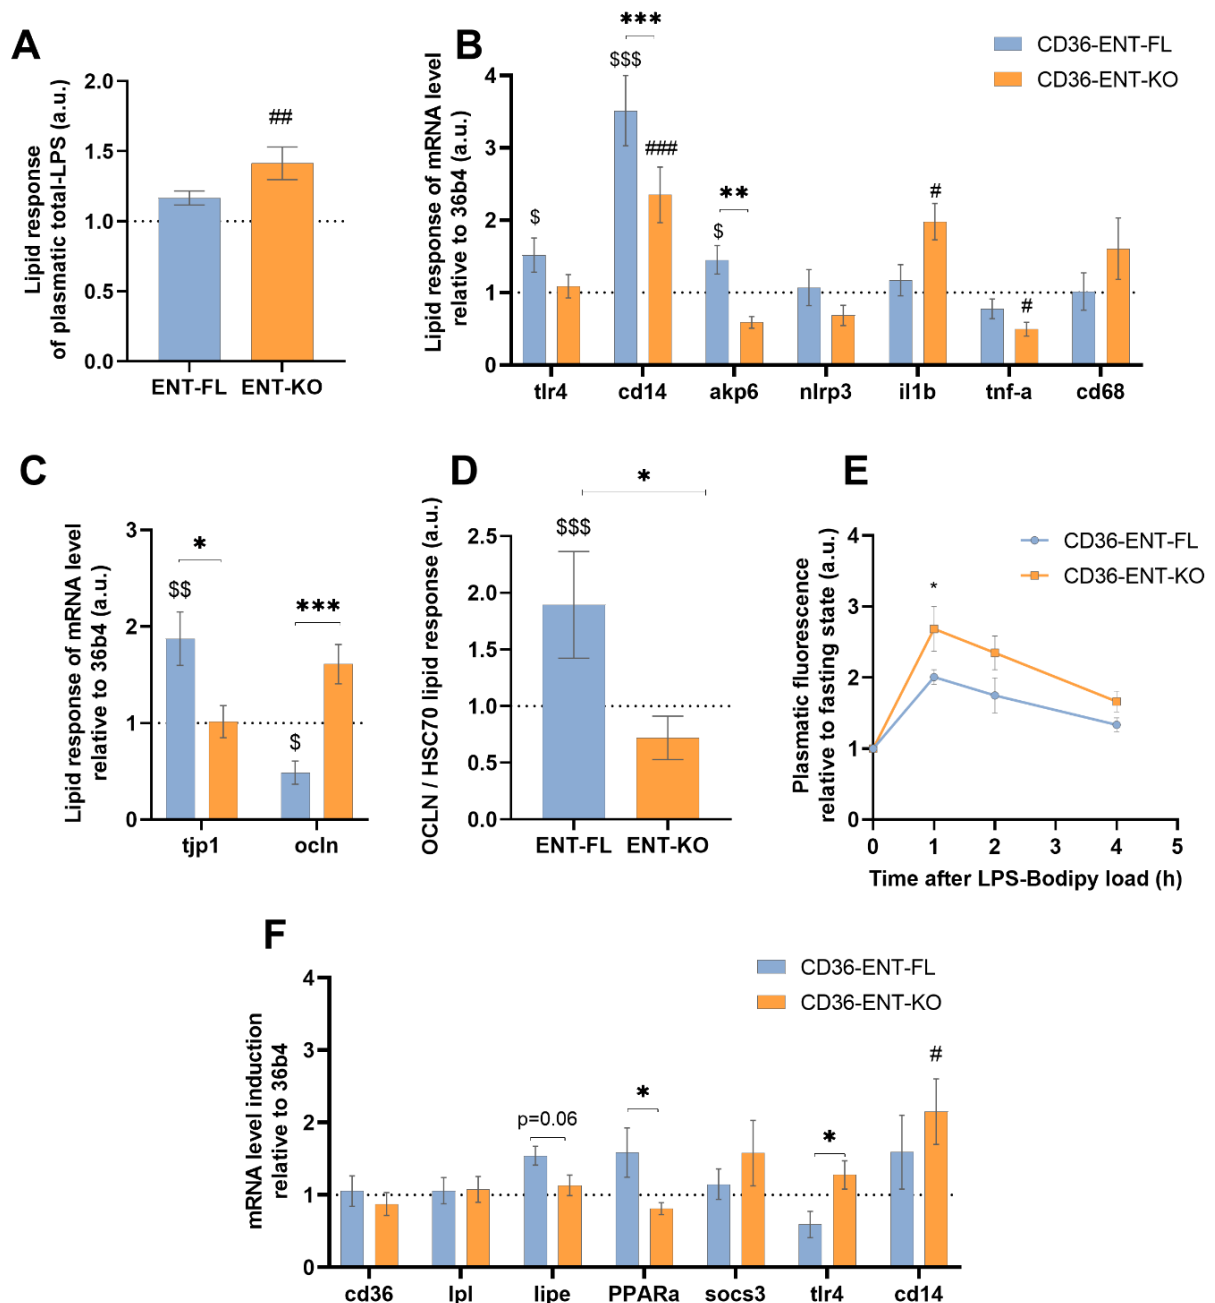 A
Lipid response
of plasmatic total-LPS (a.u.)
2.0
1.5
1.0
0.5
0.0
##
ENT-FL ENT-KO
B
CD36-ENT-FL
CD36-ENT-KO
Lipid response of mRNA level
relative to 36b4 (a.u.)
4
3
2
1
0
$
$$$
***
###
$
**
#
#
tlr4 cd14 akp6 nlrp3 il1b tnf-a cd68
C
Lipid response of mRNA level
relative to 36b4 (a.u.)
3
2
1
0
$$
*
$
***
tjp1 ocln
D
OCLN / HSC70 lipid response (a.u.)
2.5
2.0
1.5
1.0
0.5
0.0
$$$
*
ENT-FL ENT-KO
E
CD36-ENT-FL
CD36-ENT-KO
Plasmatic fluorescence
relative to fasting state (a.u.)
4
3
2
1
0
*
0 1 2 3 4 5
Time after LPS-Bodipy load (h)
F
CD36-ENT-FL
CD36-ENT-KO
mRNA level induction
relative to 36b4
4
3
2
1
0
p=0.06
*
*
#
cd36 lpl lipe PPARa socs3 tlr4 cd14